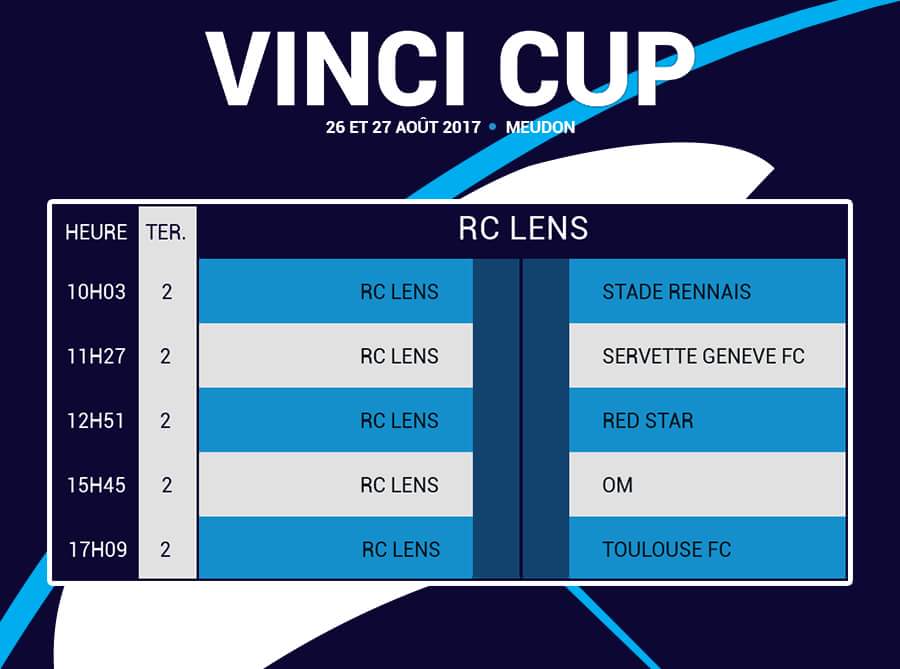 VINCI CUP
26 ET 27 AOÛT 2017 • MEUDON
HEURE TER. RC LENS
10H03 2 RC LENS STADE RENNAIS
11H27 2 RC LENS SERVETTE GENEVE FC
12H51 2 RC LENS RED STAR
15H45 2 RC LENS OM
17H09 2 RC LENS TOULOUSE FC